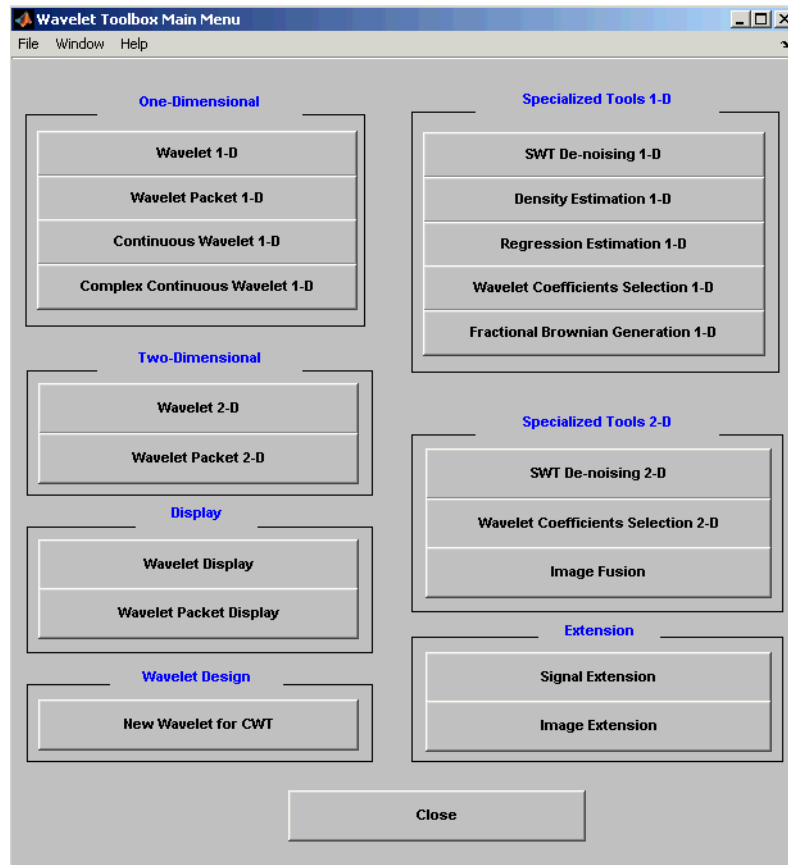 Wavelet Toolbox Main Menu
File Window Help
One-Dimensional
Wavelet 1-D
Wavelet Packet 1-D
Continuous Wavelet 1-D
Complex Continuous Wavelet 1-D
Two-Dimensional
Wavelet 2-D
Wavelet Packet 2-D
Display
Wavelet Display
Wavelet Packet Display
Wavelet Design
New Wavelet for CWT
Specialized Tools 1-D
SWT De-noising 1-D
Density Estimation 1-D
Regression Estimation 1-D
Wavelet Coefficients Selection 1-D
Fractional Brownian Generation 1-D
Specialized Tools 2-D
SWT De-noising 2-D
Wavelet Coefficients Selection 2-D
Image Fusion
Extension
Signal Extension
Image Extension
Close